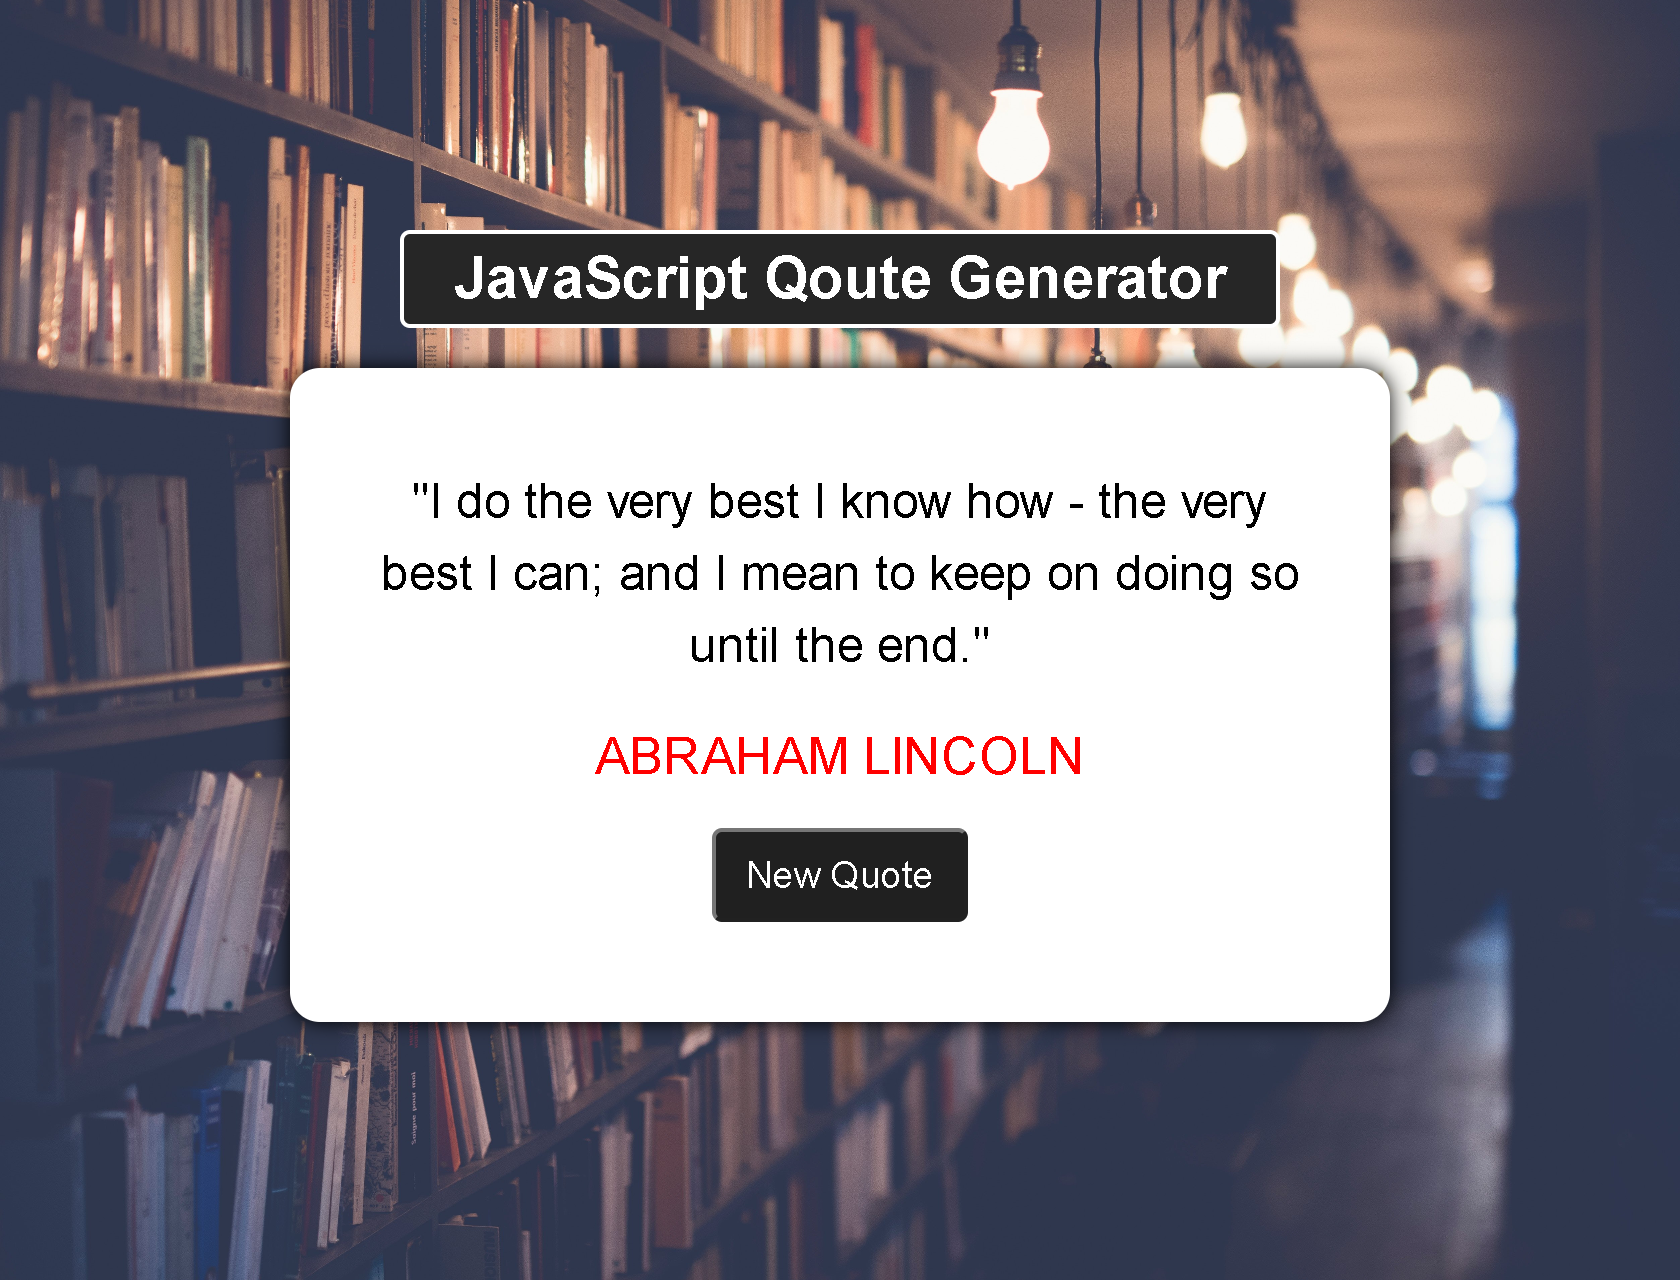 JavaScript Qoute Generator
"I do the very best I know how - the very
best I can; and I mean to keep on doing so
until the end."
ABRAHAM LINCOLN
New Quote